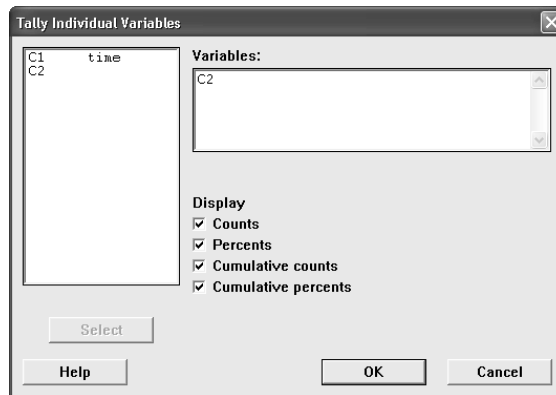 Tally Individual Variables
C1 time
C2
Variables:
C2
Display
Counts
Percents
Cumulative counts
Cumulative percents
Select
Help
OK
Cancel